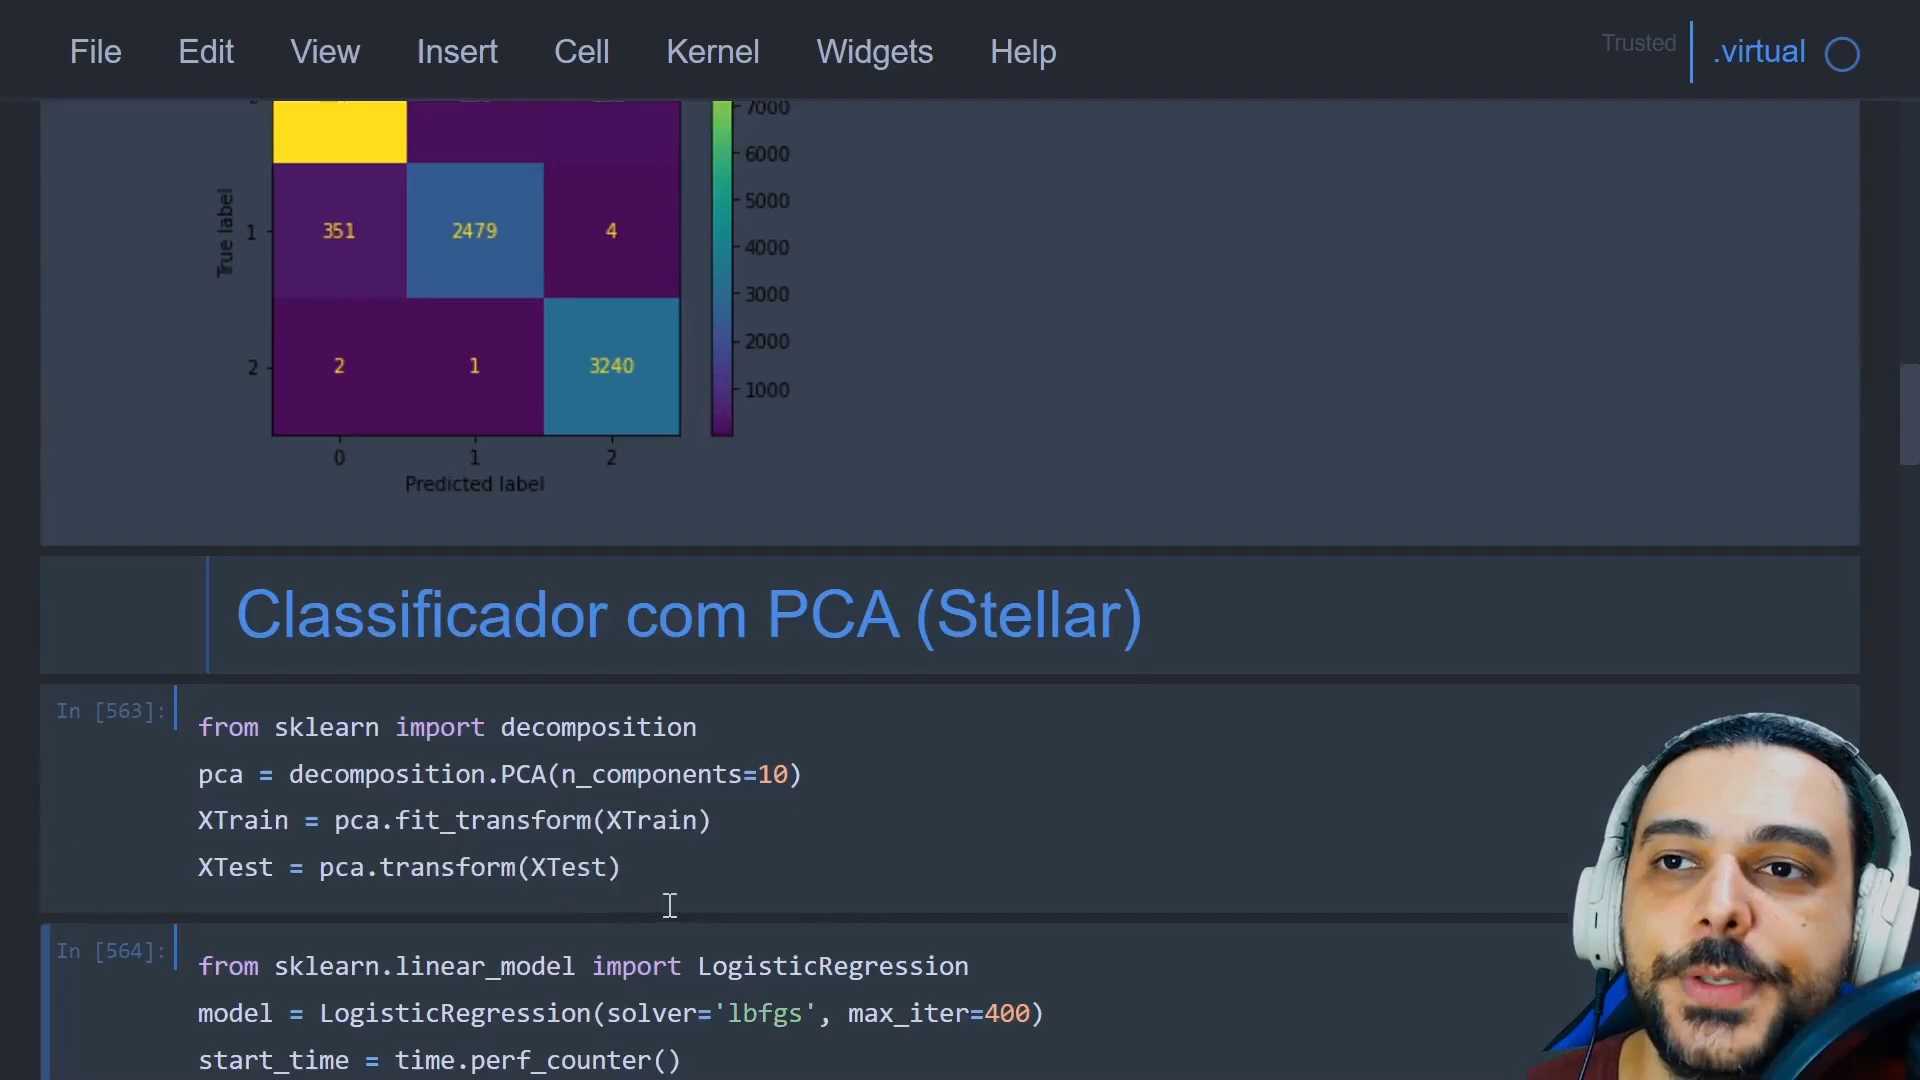 File Edit View Insert Cell Kernel Widgets Help Trusted .virtual
7000
6000
5000
4000
3000
2000
1000
True label
1 351 2479 4
2 2 1 3240
0 1 2
Predicted label
Classificador com PCA (Stellar)
In [563]:
from sklearn import decomposition
pca = decomposition.PCA(n_components=10)
XTrain = pca.fit_transform(XTrain)
XTest = pca.transform(XTest)
In [564]:
from sklearn.linear_model import LogisticRegression
model = LogisticRegression(solver='lbfgs', max_iter=400)
start_time = time.perf_counter()